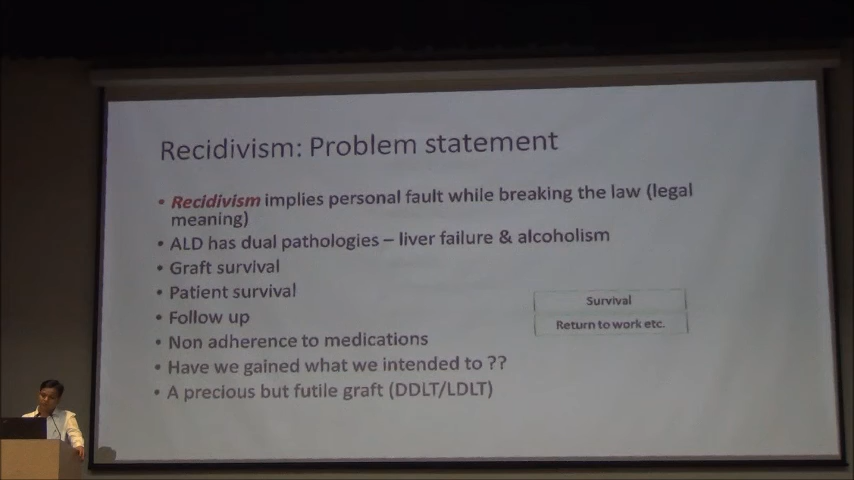 Recidivism: Problem statement
• Recidivism implies personal fault while breaking the law (legal
meaning)
• ALD has dual pathologies – liver failure & alcoholism
• Graft survival
• Patient survival
• Follow up
• Non adherence to medications
• Have we gained what we intended to ??
• A precious but futile graft (DDLT/LDLT)
Survival
Return to work etc.